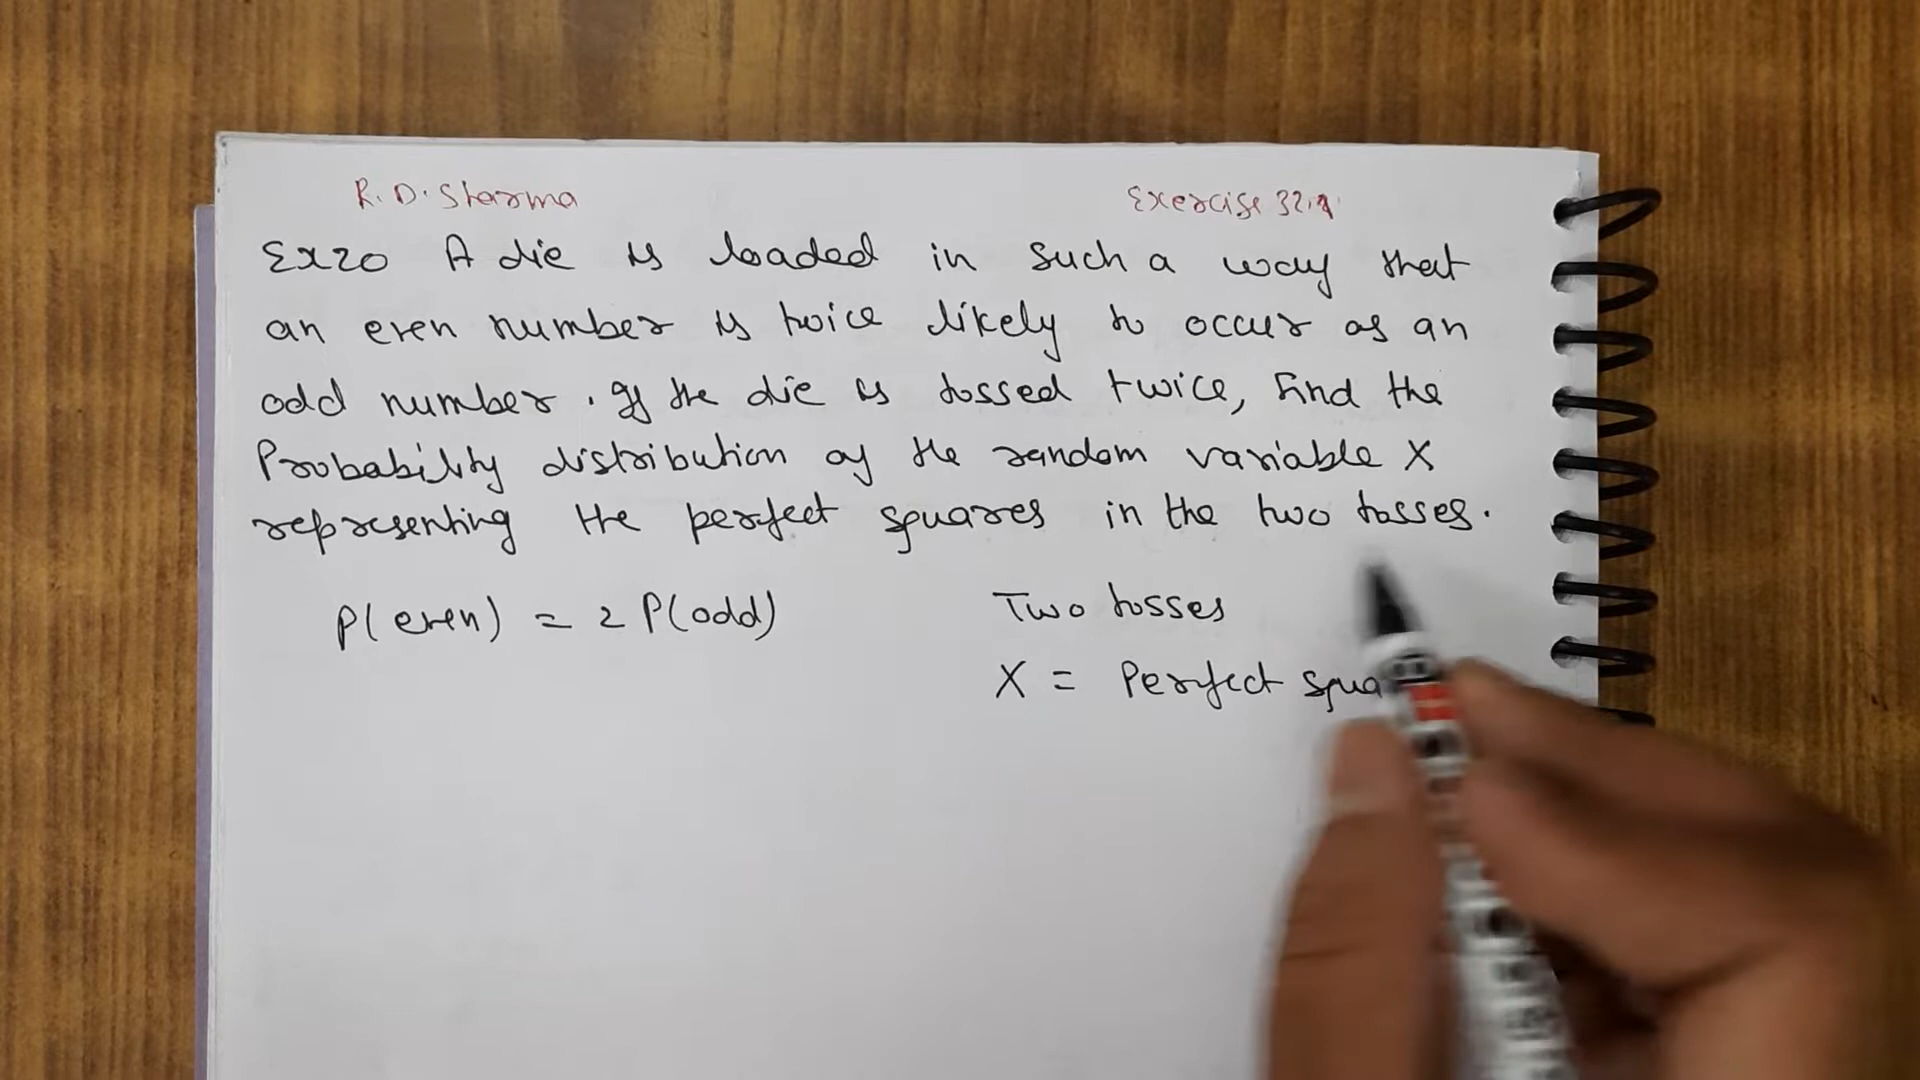 R. D. Sharma
Exercise 32.1
Ex20 A die is loaded in such a way that
an even number is twice likely to occur as an
odd number. If the die is tossed twice, Find the
Probability distribution of the random variable X
representing the perfect squares in the two tosses.
P(even) = 2 P(odd)
Two tosses
X = Perfect squa